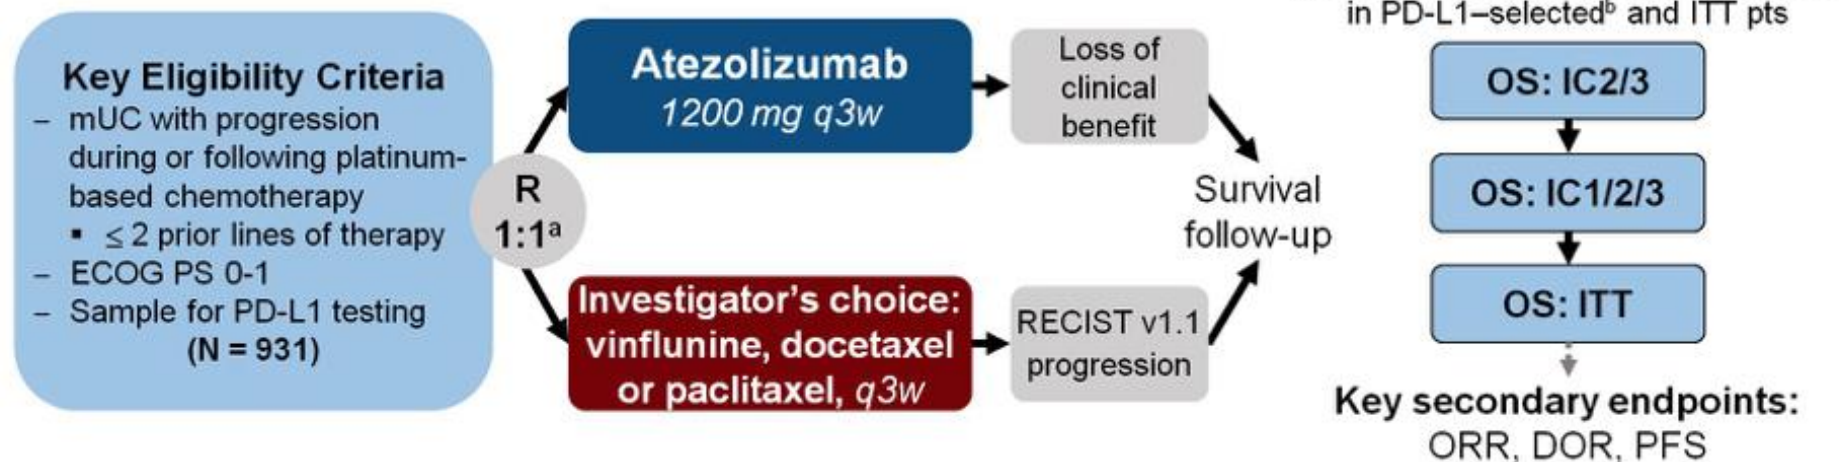 Key Eligibility Criteria
– mUC with progression
during or following platinum-
based chemotherapy
▪ ≤ 2 prior lines of therapy
– ECOG PS 0-1
– Sample for PD-L1 testing
(N = 931)
R
1:1ᵃ
Atezolizumab
1200 mg q3w
Investigator’s choice:
vinflunine, docetaxel
or paclitaxel, q3w
Loss of
clinical
benefit
RECIST v1.1
progression
Survival
follow-up
in PD-L1–selectedᵇ and ITT pts
OS: IC2/3
OS: IC1/2/3
OS: ITT
Key secondary endpoints:
ORR, DOR, PFS